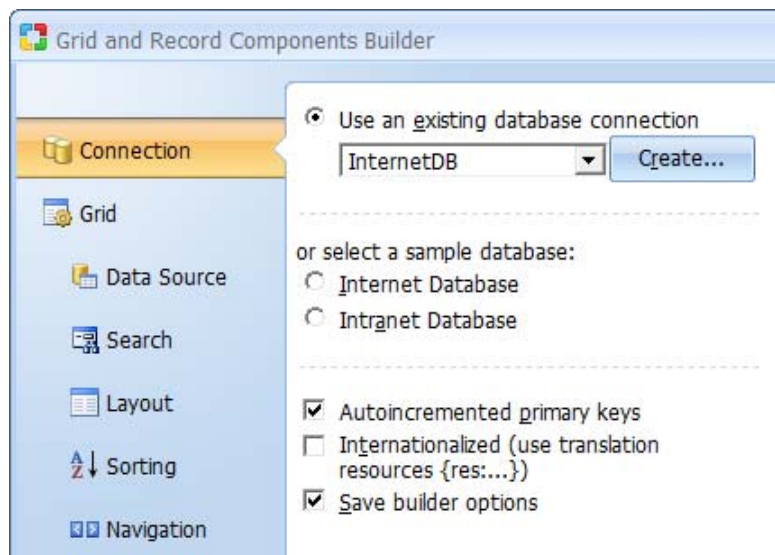 Grid and Record Components Builder
Connection
Grid
Data Source
Search
Layout
Sorting
Navigation
Use an existing database connection
InternetDB
Create...
or select a sample database:
Internet Database
Intranet Database
Autoincremented primary keys
Internationalized (use translation
resources {res:...})
Save builder options